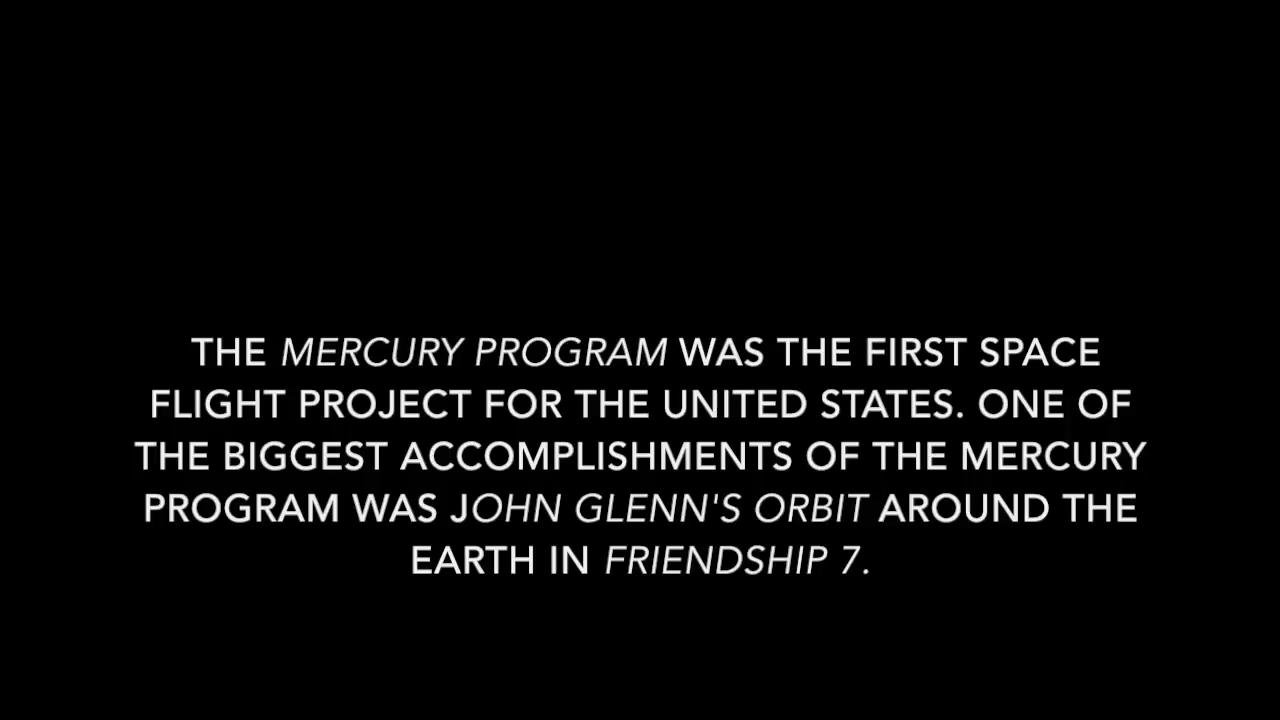 THE MERCURY PROGRAM WAS THE FIRST SPACE
FLIGHT PROJECT FOR THE UNITED STATES. ONE OF
THE BIGGEST ACCOMPLISHMENTS OF THE MERCURY
PROGRAM WAS JOHN GLENN'S ORBIT AROUND THE
EARTH IN FRIENDSHIP 7.